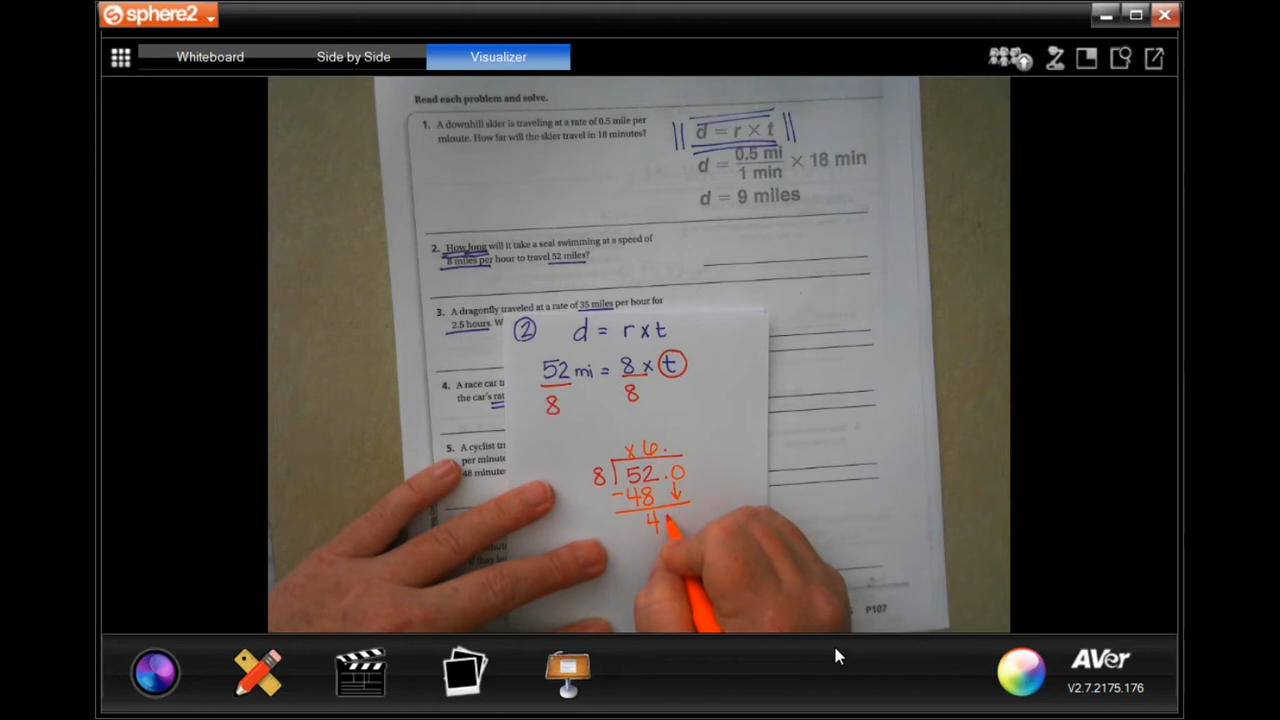 sphere2
Whiteboard Side by Side Visualizer
Read each problem and solve.
1. A downhill skier is traveling at a rate of 0.5 mile per
minute. How far will the skier travel in 18 minutes?
d = r × t
d = 0.5 mi / 1 min × 18 min
d = 9 miles
2. How long will it take a seal swimming at a speed of
8 miles per hour to travel 52 miles?
3. A dragonfly traveled at a rate of 35 miles per hour for
2.5 hours. W
4. A race car
the car's
5. A cyclist
per minute
48 minutes
② d = r x t
52 mi = 8 x t
8 8
x 6.
8 52.0
-48
4
P107
AVer
V2.7.2175.176